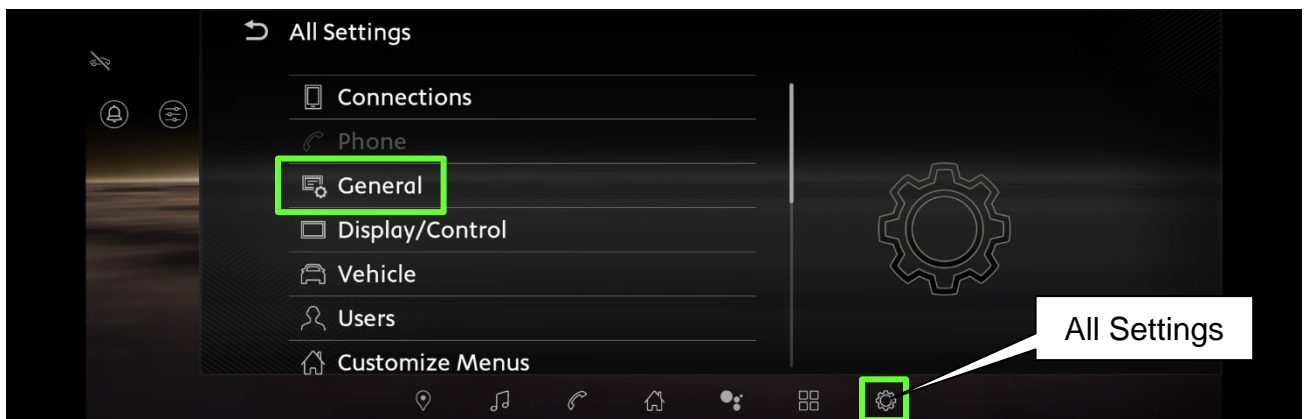 All Settings
Connections
Phone
General
Display/Control
Vehicle
Users
Customize Menus
All Settings